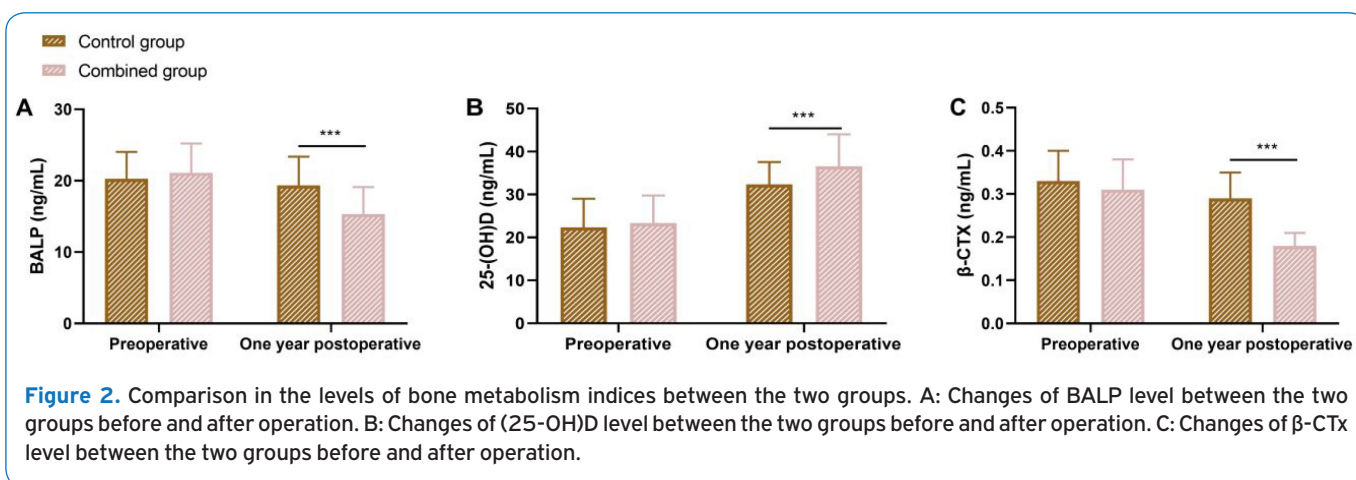 Control group
Combined group
A
BALP (ng/mL)
30
20
10
0
***
Preoperative
One year postoperative
B
25-(OH)D (ng/mL)
50
40
30
20
10
0
***
Preoperative
One year postoperative
C
β-CTX (ng/mL)
0.5
0.4
0.3
0.2
0.1
0.0
***
Preoperative
One year postoperative
Figure 2. Comparison in the levels of bone metabolism indices between the two groups. A: Changes of BALP level between the two
groups before and after operation. B: Changes of (25-OH)D level between the two groups before and after operation. C: Changes of β-CTx
level between the two groups before and after operation.